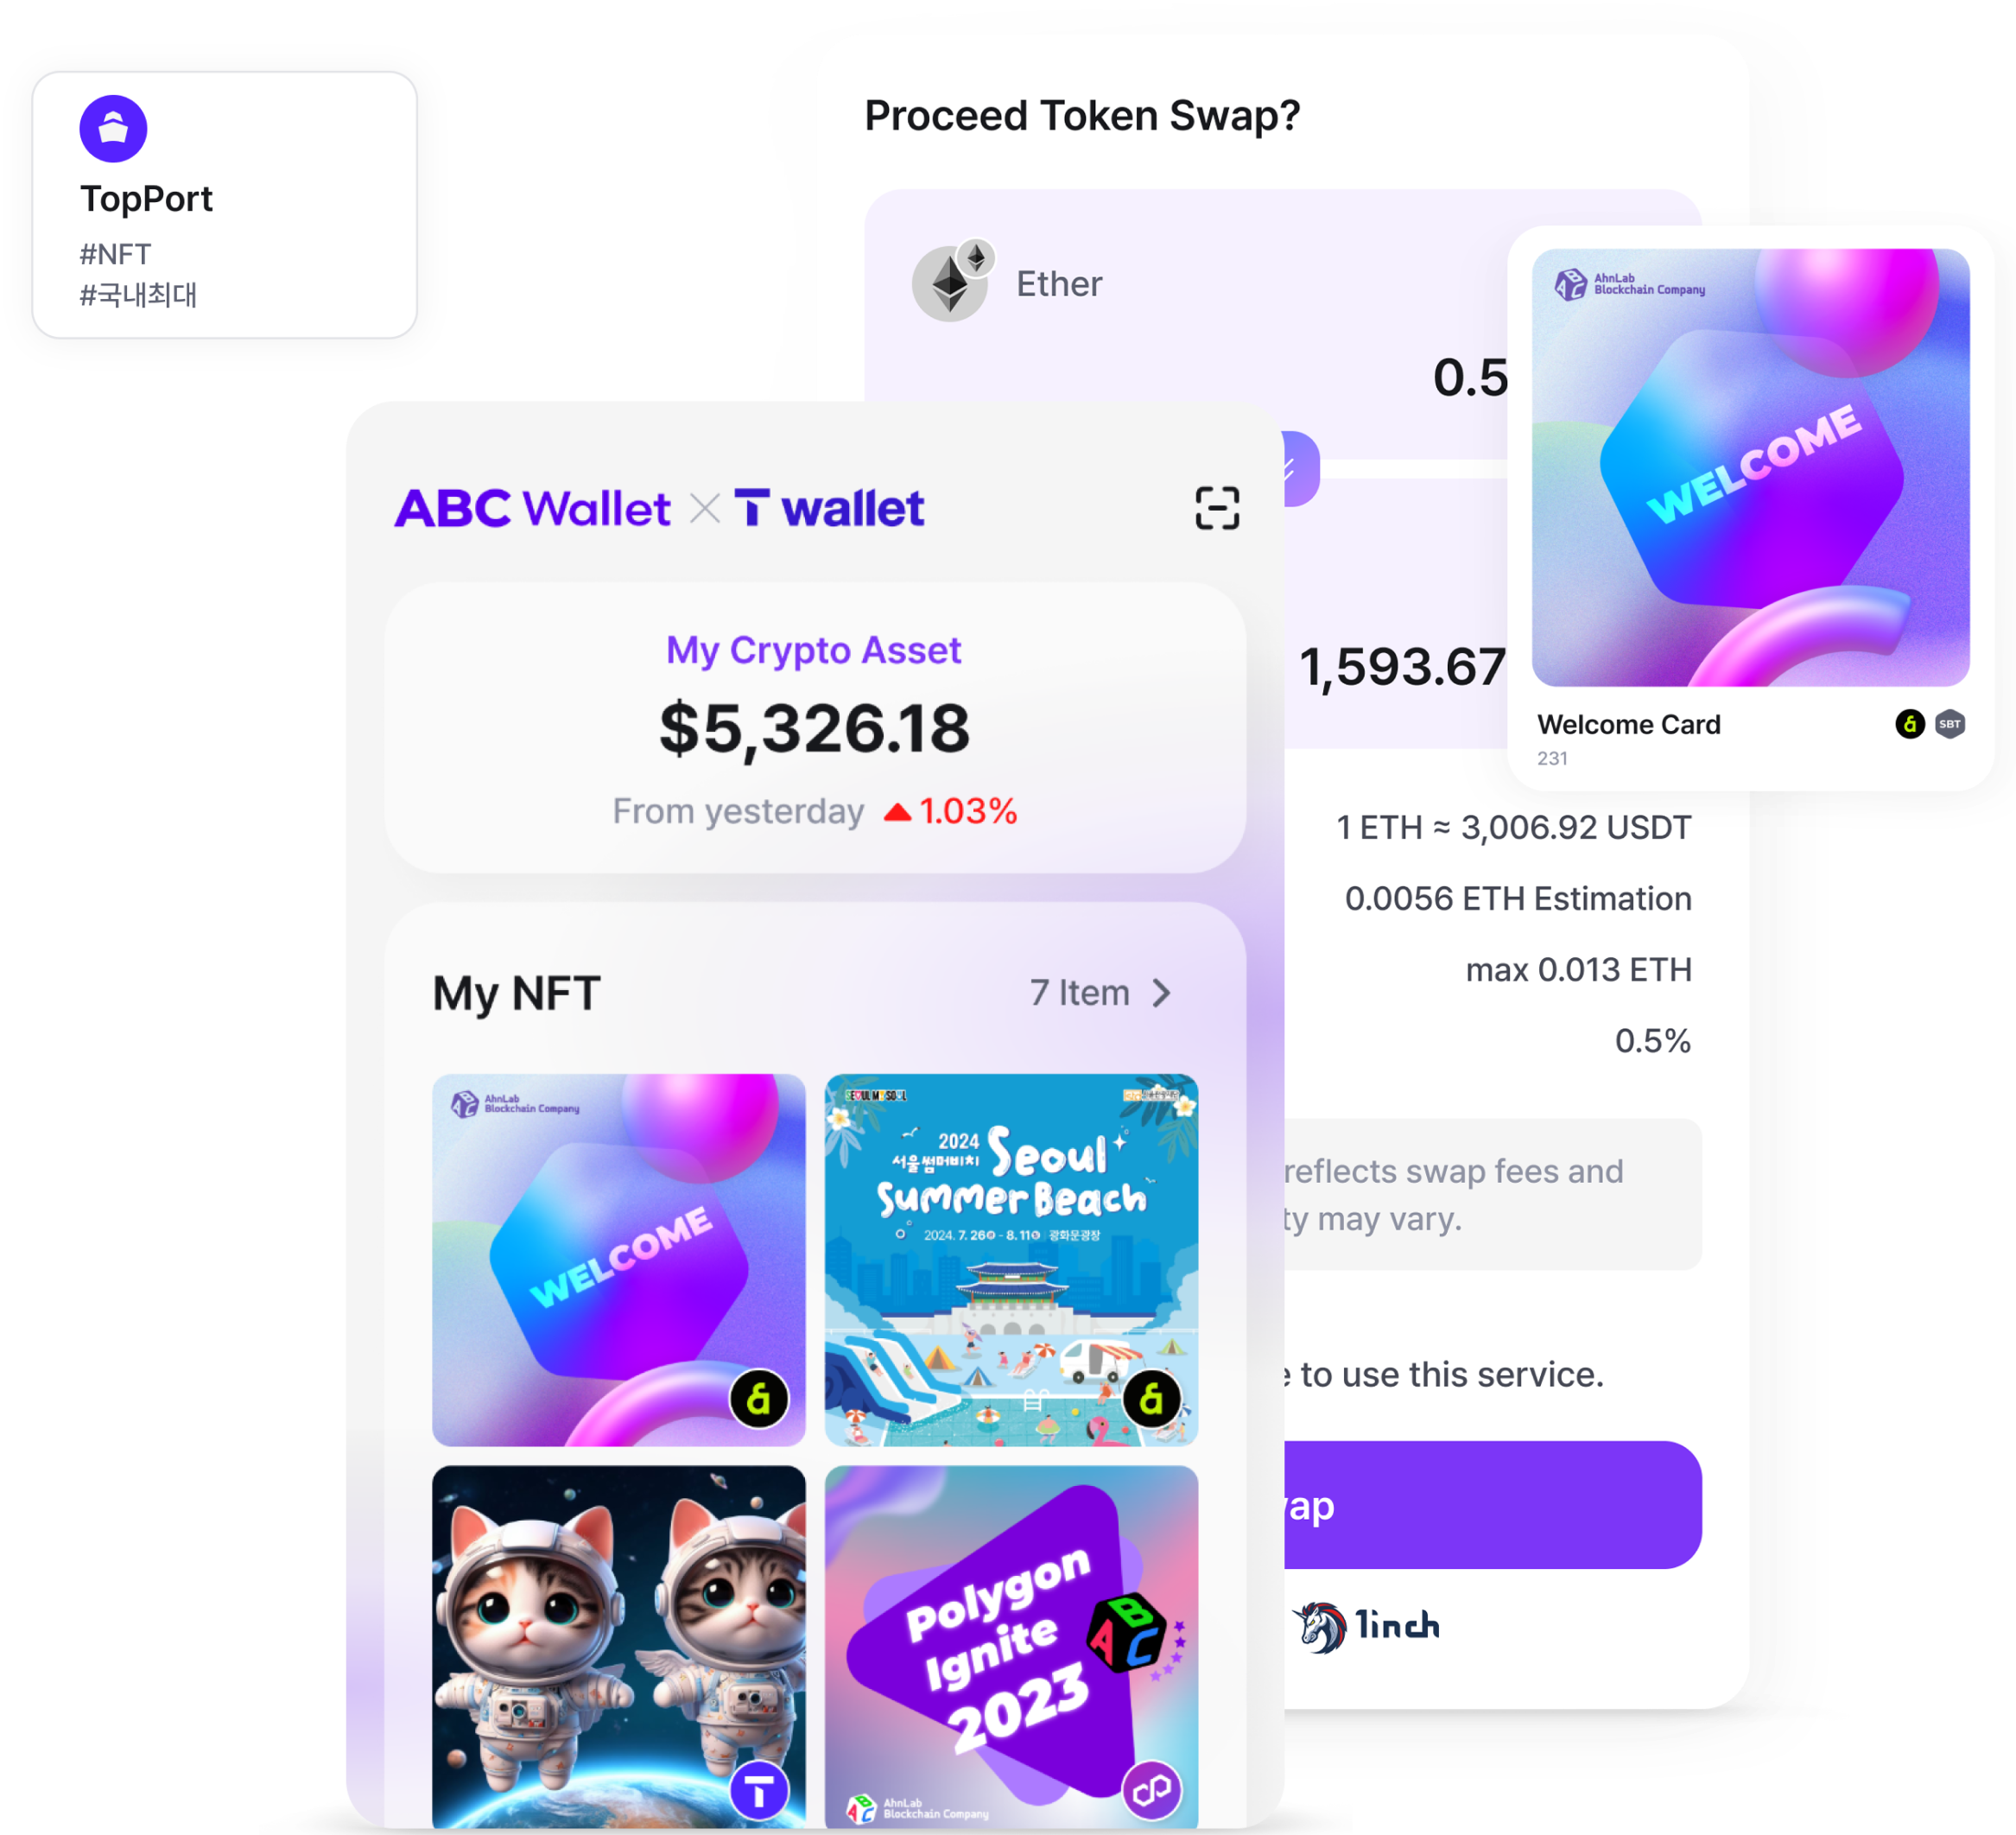 TopPort
#NFT
#국내최대
Proceed Token Swap?
Ether
0.5
1,593.67
1 ETH ≈ 3,006.92 USDT
0.0056 ETH Estimation
max 0.013 ETH
0.5%
reflects swap fees and
ty may vary.
e to use this service.
ap
1inch
AhnLab
Blockchain Company
WELCOME
Welcome Card
SBT
231
ABC Wallet × T wallet
My Crypto Asset
$5,326.18
From yesterday ▲ 1.03%
My NFT
7 Item >
AhnLab
Blockchain Company
WELCOME
SEOUL MY SOUL
2024
서울썸머비치
Seoul
Summer Beach
2024. 7. 26 - 8. 11 광화문광장
Polygon
Ignite
2023
ABC
AhnLab
Blockchain Company